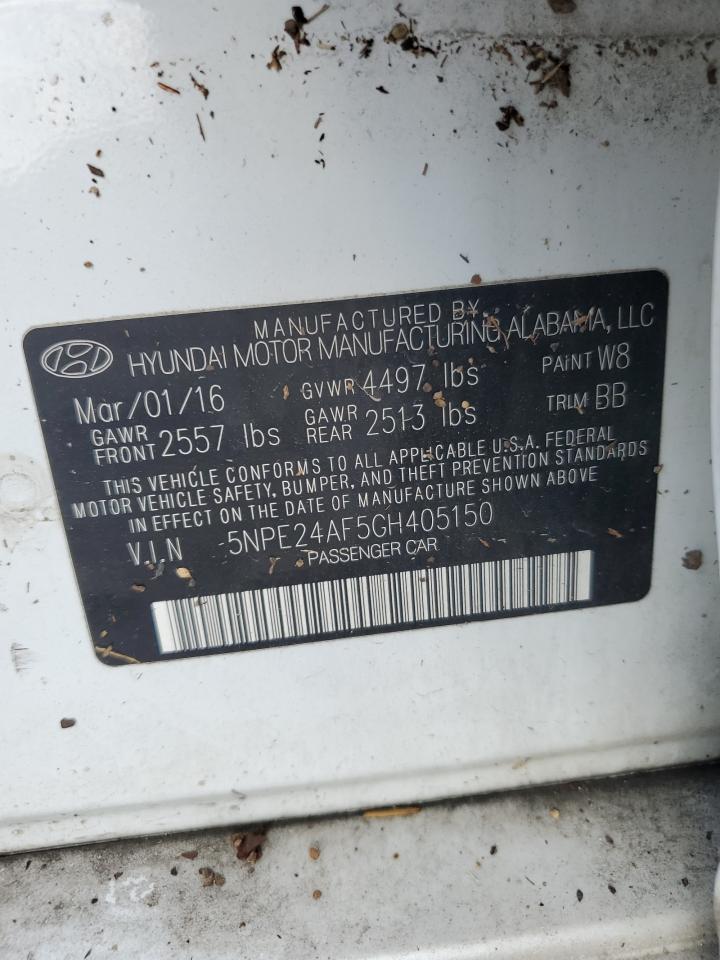 MANUFACTURED BY
HYUNDAI MOTOR MANUFACTURING ALABAMA, LLC
Mar/01/16 GVWR 4497 lbs PAINT W8
GAWR FRONT 2557 lbs GAWR REAR 2513 lbs TRIM BB
THIS VEHICLE CONFORMS TO ALL APPLICABLE U.S.A. FEDERAL
MOTOR VEHICLE SAFETY, BUMPER, AND THEFT PREVENTION STANDARDS
IN EFFECT ON THE DATE OF MANUFACTURE SHOWN ABOVE
V.I.N 5NPE24AF5GH405150
PASSENGER CAR